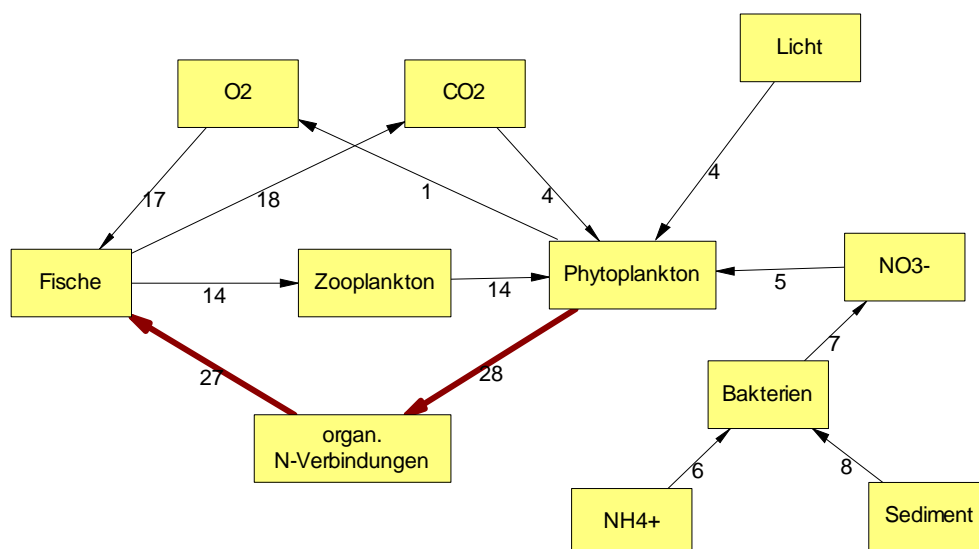 Licht
O2
CO2
4
17
18
1
4
Fische
14
Zooplankton
14
Phytoplankton
5
NO3-
7
27
28
Bakterien
organ.
N-Verbindungen
6
8
NH4+
Sediment